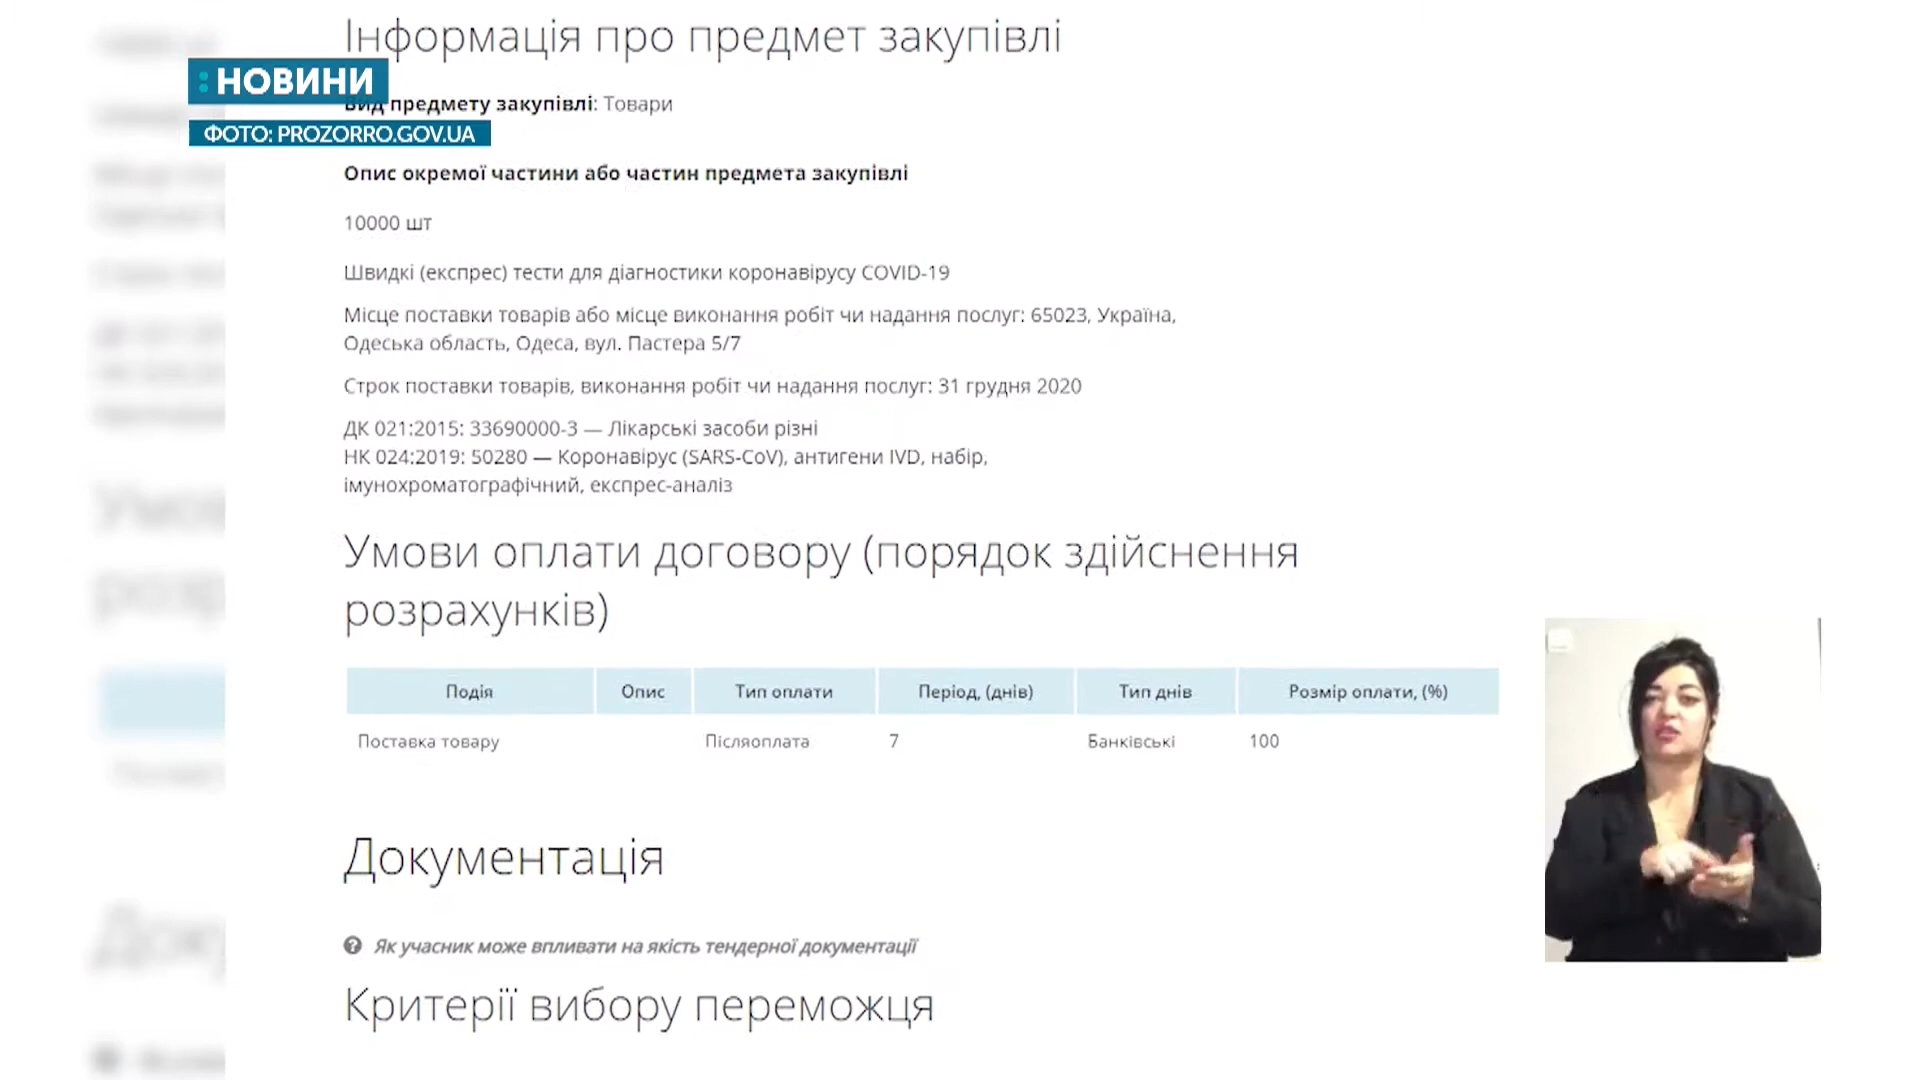 Інформація про предмет закупівлі
НОВИНИ
Вид предмету закупівлі: Товари
ФОТО: PROZORRO.GOV.UA
Опис окремої частини або частин предмета закупівлі
10000 шт
Швидкі (експрес) тести для діагностики коронавірусу COVID-19
Місце поставки товарів або місце виконання робіт чи надання послуг: 65023, Україна,
Одеська область, Одеса, вул. Пастера 5/7
Строк поставки товарів, виконання робіт чи надання послуг: 31 грудня 2020
ДК 021:2015: 33690000-3 — Лікарські засоби різні
НК 024:2019: 50280 — Коронавірус (SARS-CoV), антигени IVD, набір,
імунохроматографічний, експрес-аналіз
Умови оплати договору (порядок здійснення
розрахунків)
Подія Опис Тип оплати Період, (днів) Тип днів Розмір оплати, (%)
Поставка товару Післяоплата 7 Банківські 100
Документація
Як учасник може впливати на якість тендерної документації
Критерії вибору переможця